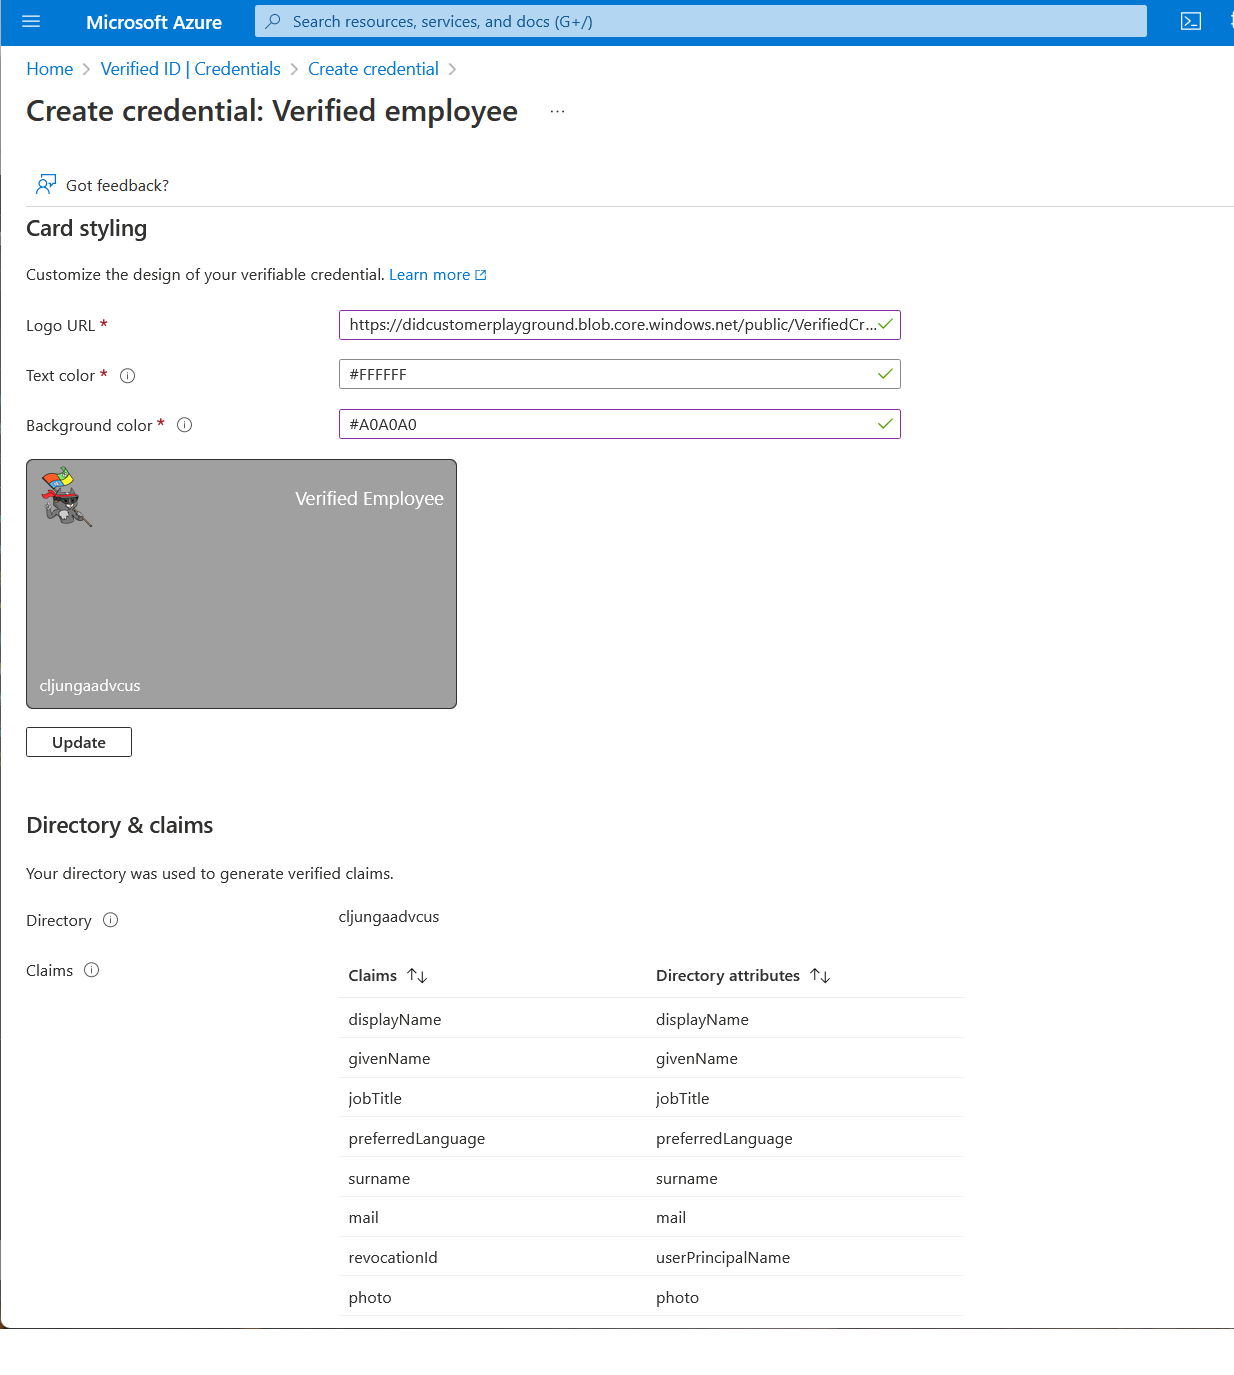 Microsoft Azure
Search resources, services, and docs (G+/)
Home > Verified ID | Credentials > Create credential >
Create credential: Verified employee ...
Got feedback?
Card styling
Customize the design of your verifiable credential. Learn more
Logo URL * https://didcustomerplayground.blob.core.windows.net/public/VerifiedCr...
Text color * #FFFFFF
Background color * #A0A0A0
Verified Employee
cljungaadvcus
Update
Directory & claims
Your directory was used to generate verified claims.
Directory cljungaadvcus
Claims
Claims Directory attributes
displayName displayName
givenName givenName
jobTitle jobTitle
preferredLanguage preferredLanguage
surname surname
mail mail
revocationId userPrincipalName
photo photo